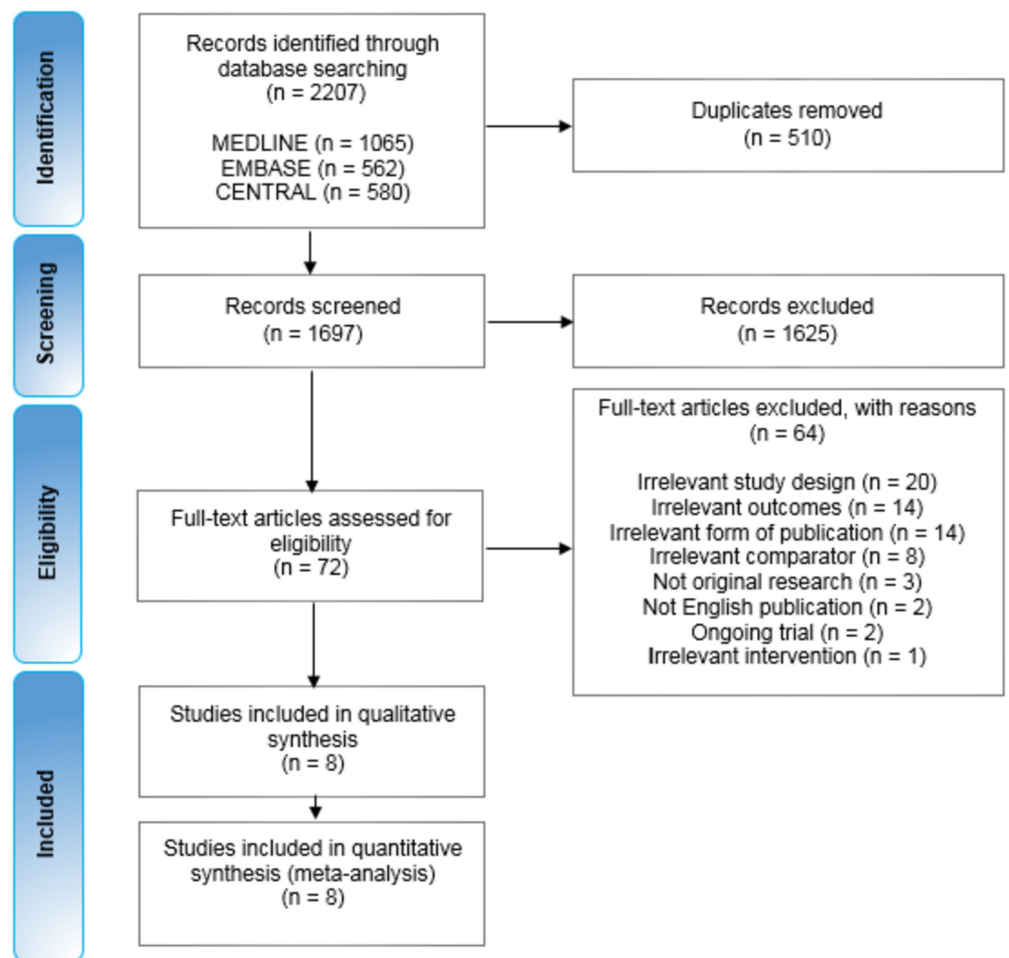 Identification
Records identified through
database searching
(n = 2207)
MEDLINE (n = 1065)
EMBASE (n = 562)
CENTRAL (n = 580)
Duplicates removed
(n = 510)
Screening
Records screened
(n = 1697)
Records excluded
(n = 1625)
Eligibility
Full-text articles assessed for
eligibility
(n = 72)
Full-text articles excluded, with reasons
(n = 64)
Irrelevant study design (n = 20)
Irrelevant outcomes (n = 14)
Irrelevant form of publication (n = 14)
Irrelevant comparator (n = 8)
Not original research (n = 3)
Not English publication (n = 2)
Ongoing trial (n = 2)
Irrelevant intervention (n = 1)
Included
Studies included in qualitative
synthesis
(n = 8)
Studies included in quantitative
synthesis (meta-analysis)
(n = 8)